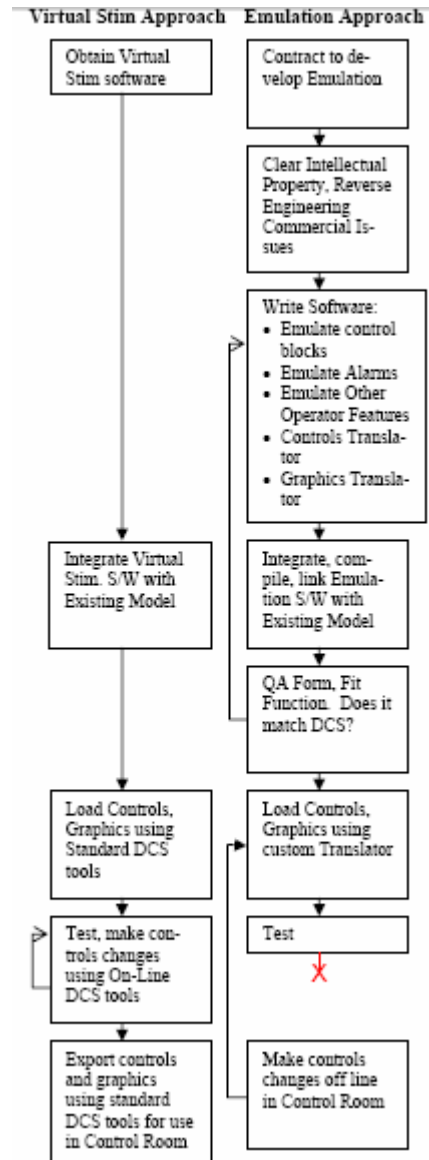 Virtual Stim Approach
Obtain Virtual
Stim software
Integrate Virtual
Stim. S/W with
Existing Model
Load Controls,
Graphics using
Standard DCS
tools
Test, make con-
trols changes
using On-Line
DCS tools
Export controls
and graphics
using standard
DCS tools for use
in Control Room
Emulation Approach
Contract to de-
velop Emulation
Clear Intellectual
Property, Reverse
Engineering
Commercial Is-
sues
Write Software:
• Emulate control
blocks
• Emulate Alarms
• Emulate Other
Operator Features
• Controls Transla-
tor
• Graphics Transla-
tor
Integrate, com-
pile, link Emula-
tion S/W with
Existing Model
QA Form, Fit
Function. Does it
match DCS?
Load Controls,
Graphics using
custom Translator
Test
X
Make controls
changes off line
in Control Room